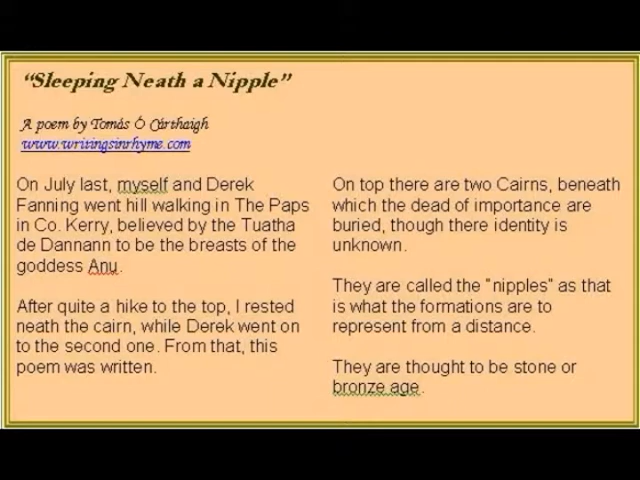 "Sleeping Neath a Nipple"
A poem by Tomás Ó Cárthaigh
www.writingsinrhyme.com
On July last, myself and Derek
Fanning went hill walking in The Paps
in Co. Kerry, believed by the Tuatha
de Dannann to be the breasts of the
goddess Anu.
After quite a hike to the top, I rested
neath the cairn, while Derek went on
to the second one. From that, this
poem was written.
On top there are two Cairns, beneath
which the dead of importance are
buried, though there identity is
unknown.
They are called the "nipples" as that
is what the formations are to
represent from a distance.
They are thought to be stone or
bronze age.